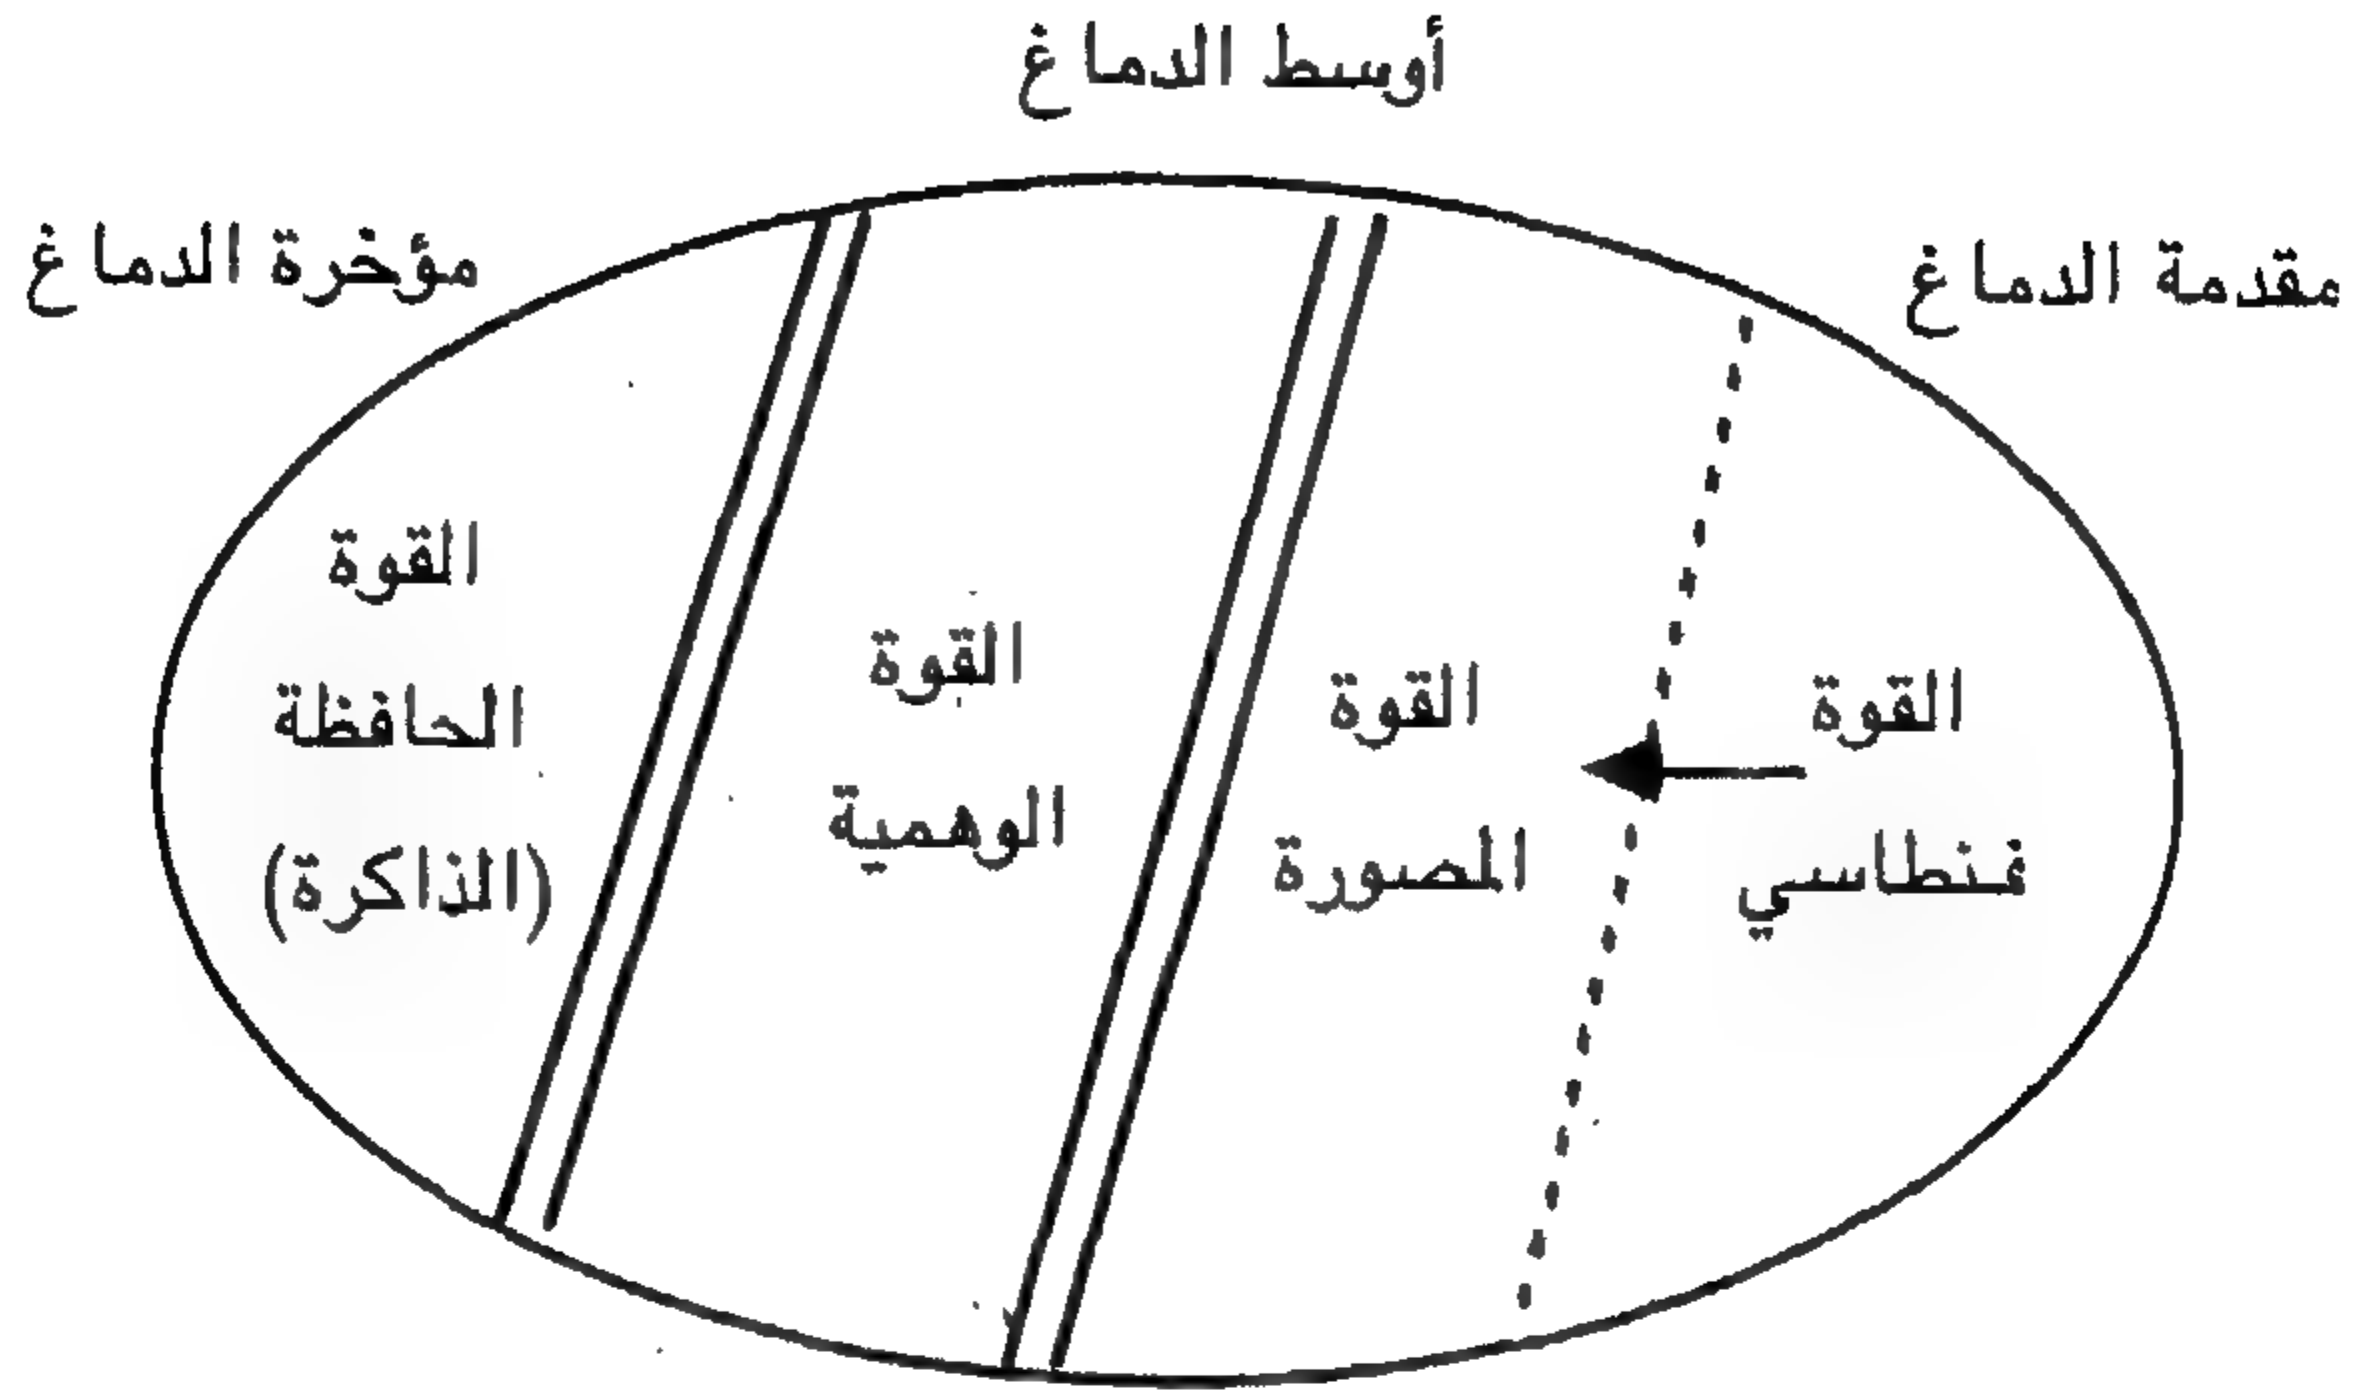 أوسط الدماغ
مقدمة الدماغ
مؤخرة الدماغ
القوة
فنطاسي
القوة
المصورة
القوة
الوهمية
القوة
الحافظة
(الذاكرة)